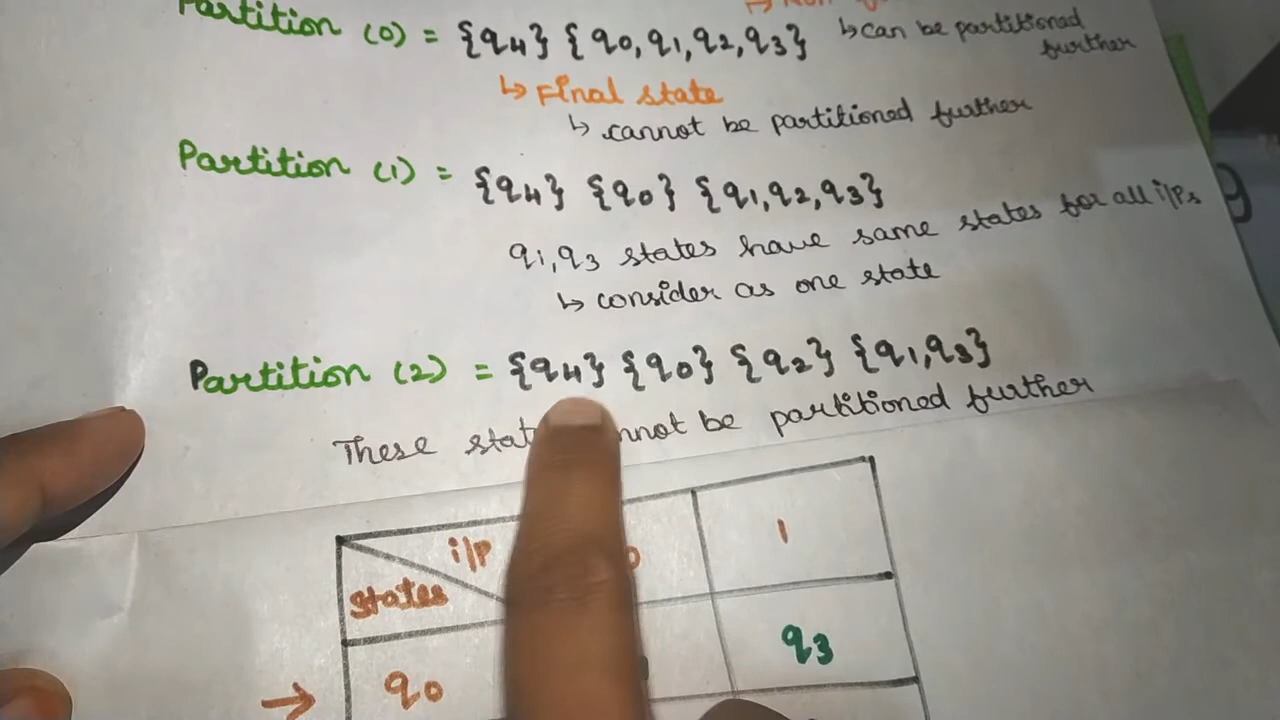 Partition (0) = {q4} {q0, q1, q2, q3} ↳ can be partitioned further
↳ Final state
↳ cannot be partitioned further
Partition (1) = {q4} {q0} {q1, q2, q3}
q1, q3 states have same states for all i/Ps
↳ consider as one state
Partition (2) = {q4} {q0} {q2} {q1, q3}
These be partitioned further
i/P 1
states
→ q0 q3
9